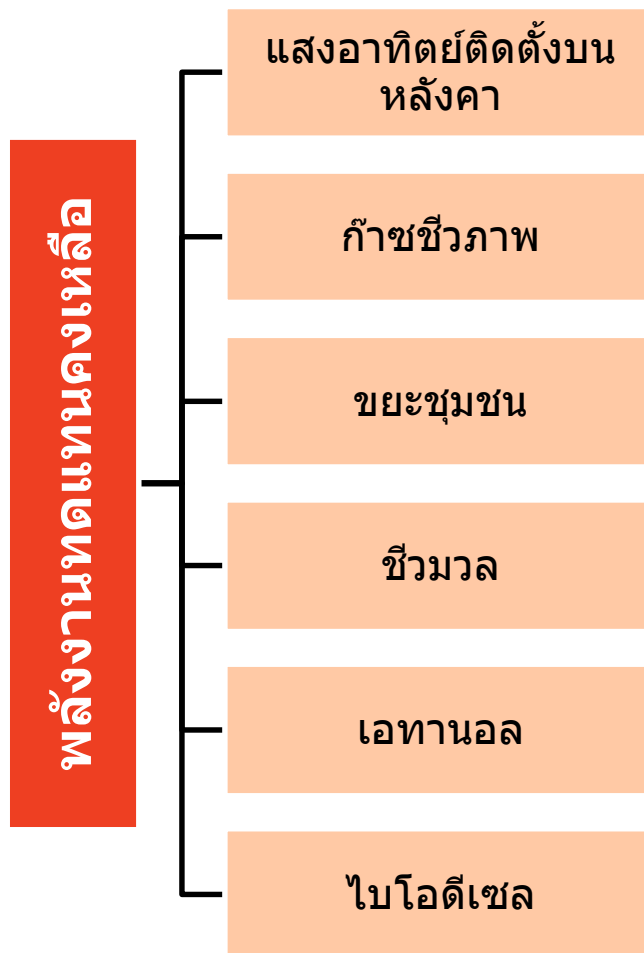 พลังงานทดแทนคงเหลือ
แสงอาทิตย์ติดตั้งบน
หลังคา
ก๊าซชีวภาพ
ขยะชุมชน
ชีวมวล
เอทานอล
ไบโอดีเซล